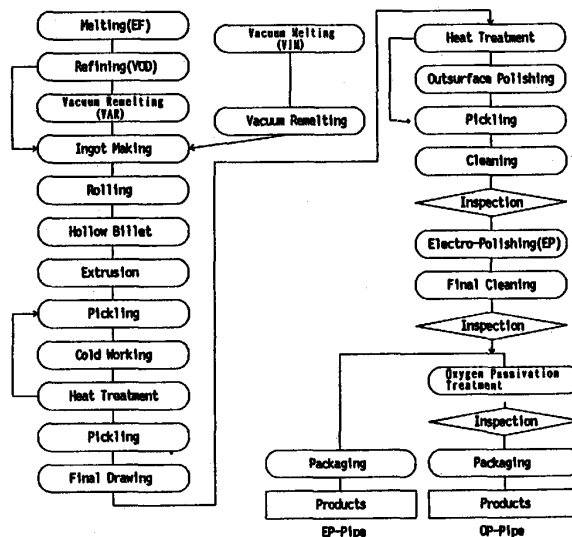 Melting(EF)
Refining(VOD)
Vacuum Remelting
(VAR)
Vacuum Melting
(VIM)
Vacuum Remelting
Ingot Making
Rolling
Hollow Billet
Extrusion
Pickling
Cold Working
Heat Treatment
Pickling
Final Drawing
Heat Treatment
Outsurface Polishing
Pickling
Cleaning
Inspection
Electro-Polishing(EP)
Final Cleaning
Inspection
Oxygen Passivation
Treatment
Inspection
Packaging
Packaging
Products
Products
EP-Pipe
OP-Pipe